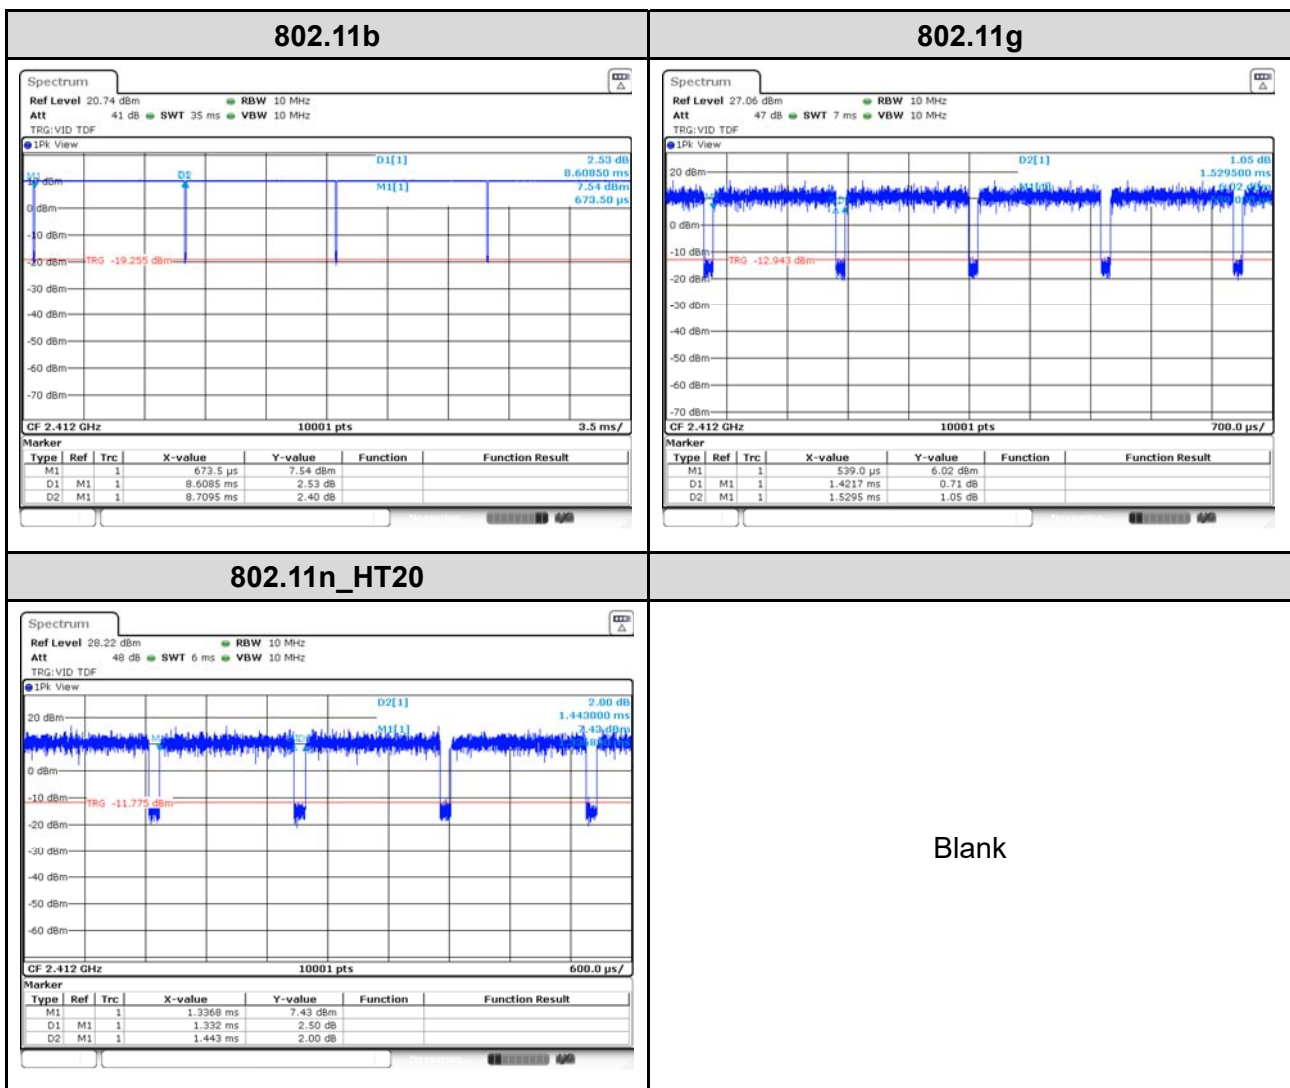 802.11b
802.11g
Spectrum
Ref Level 20.74 dBm RBW 10 MHz
Att 41 dB SWT 35 ms VBW 10 MHz
TRG:VID TDF
1Pk View
D1[1] 2.53 dB
8.60850 ms
M1[1] 7.54 dBm
673.50 µs
M1
D2
10 dBm
0 dBm
-10 dBm
-20 dBm
TRG -19.255 dBm
-30 dBm
-40 dBm
-50 dBm
-60 dBm
-70 dBm
CF 2.412 GHz 10001 pts 3.5 ms/
Marker
Type Ref Trc X-value Y-value Function Function Result
M1 1 673.5 µs 7.54 dBm
D1 M1 1 8.6085 ms 2.53 dB
D2 M1 1 8.7095 ms 2.40 dB
Spectrum
Ref Level 27.06 dBm RBW 10 MHz
Att 47 dB SWT 7 ms VBW 10 MHz
TRG:VID TDF
1Pk View
D2[1] 1.05 dB
1.529500 ms
M1[1] 6.02 dBm
20 dBm
0 dBm
-10 dBm
TRG -12.943 dBm
-20 dBm
-30 dBm
-40 dBm
-50 dBm
-60 dBm
-70 dBm
CF 2.412 GHz 10001 pts 700.0 µs/
Marker
Type Ref Trc X-value Y-value Function Function Result
M1 1 539.0 µs 6.02 dBm
D1 M1 1 1.4217 ms 0.71 dB
D2 M1 1 1.5295 ms 1.05 dB
802.11n_HT20
Spectrum
Ref Level 28.22 dBm RBW 10 MHz
Att 48 dB SWT 6 ms VBW 10 MHz
TRG:VID TDF
1Pk View
D2[1] 2.00 dB
1.443000 ms
M1[1] 7.43 dBm
20 dBm
0 dBm
-10 dBm
TRG -11.775 dBm
-20 dBm
-30 dBm
-40 dBm
-50 dBm
-60 dBm
CF 2.412 GHz 10001 pts 600.0 µs/
Marker
Type Ref Trc X-value Y-value Function Function Result
M1 1 1.3368 ms 7.43 dBm
D1 M1 1 1.332 ms 2.50 dB
D2 M1 1 1.443 ms 2.00 dB
Blank